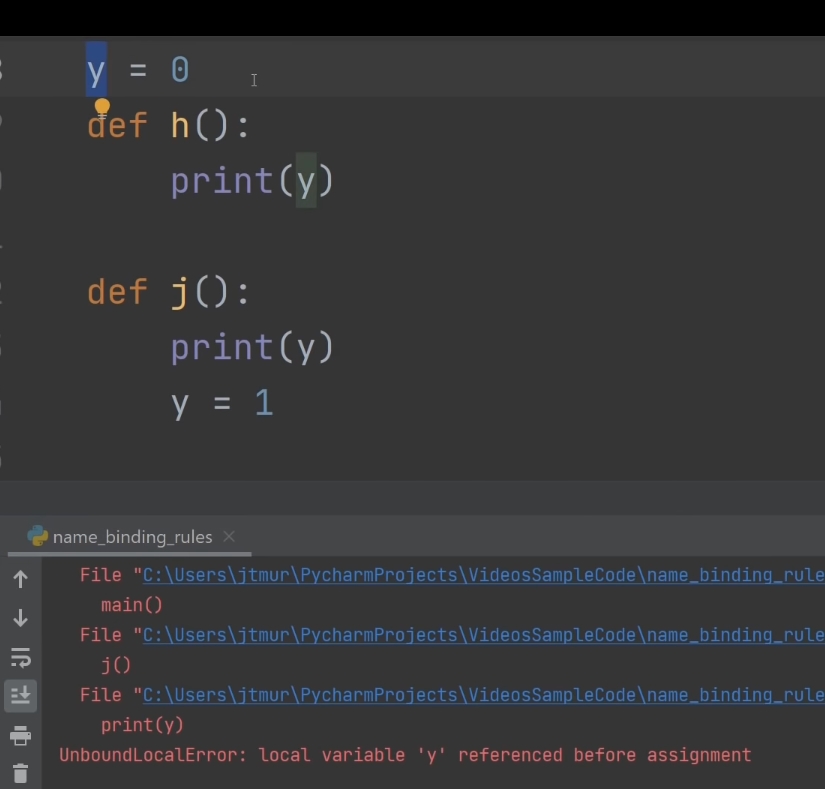 y = 0
def h():
print(y)
def j():
print(y)
y = 1
name_binding_rules
File "C:\Users\jtmur\PycharmProjects\VideosSampleCode\name_binding_rule
main()
File "C:\Users\jtmur\PycharmProjects\VideosSampleCode\name_binding_rule
j()
File "C:\Users\jtmur\PycharmProjects\VideosSampleCode\name_binding_rule
print(y)
UnboundLocalError: local variable 'y' referenced before assignment